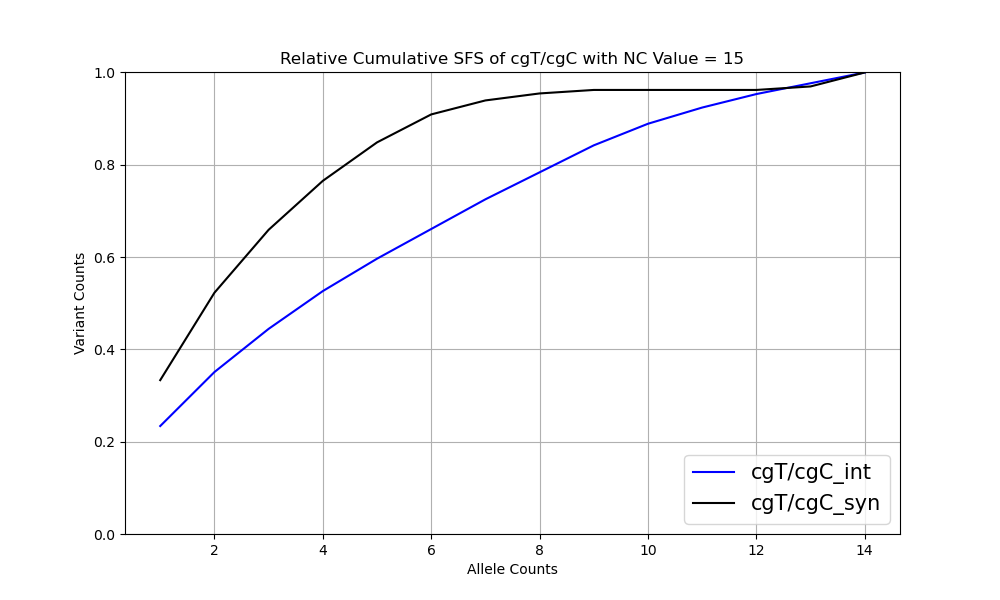 Relative Cumulative SFS of cgT/cgC with NC Value = 15
1.0
0.8
0.6
0.4
0.2
0.0
Variant Counts
2 4 6 8 10 12 14
Allele Counts
cgT/cgC_int
cgT/cgC_syn